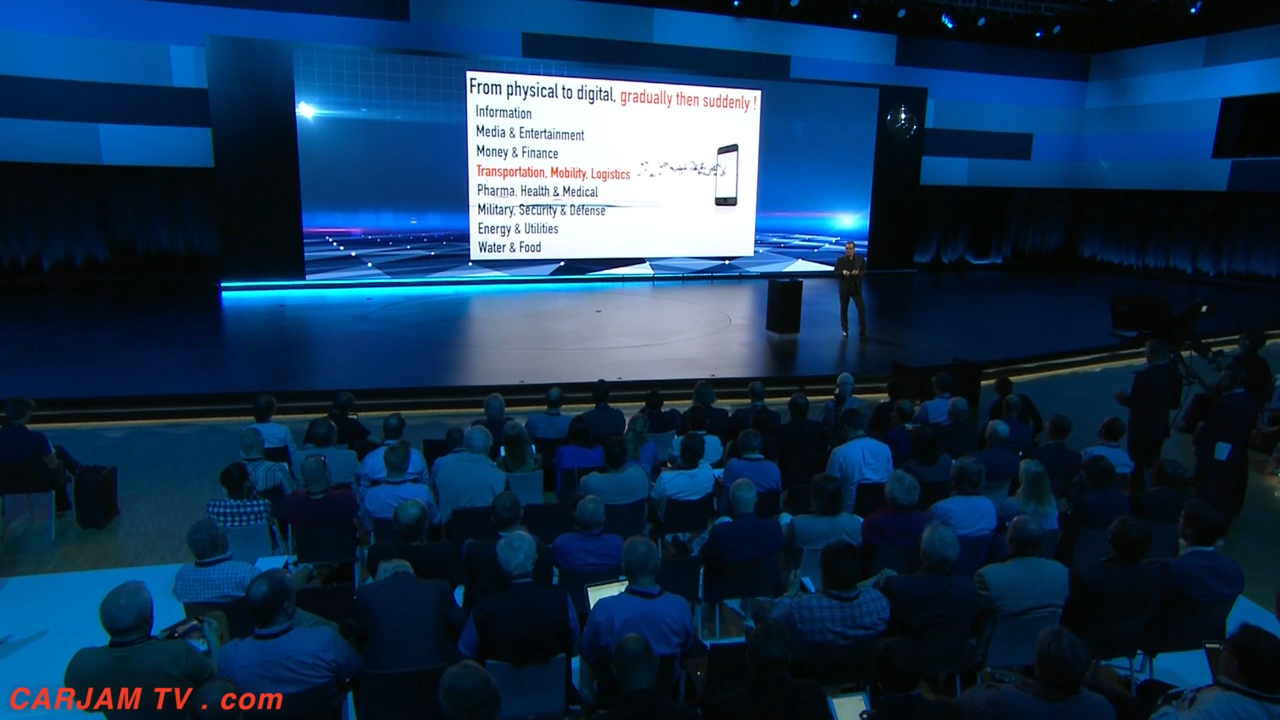 From physical to digital, gradually then suddenly !
Information
Media & Entertainment
Money & Finance
Transportation, Mobility, Logistics
Pharma, Health & Medical
Military, Security & Defense
Energy & Utilities
Water & Food
CARJAM TV . com